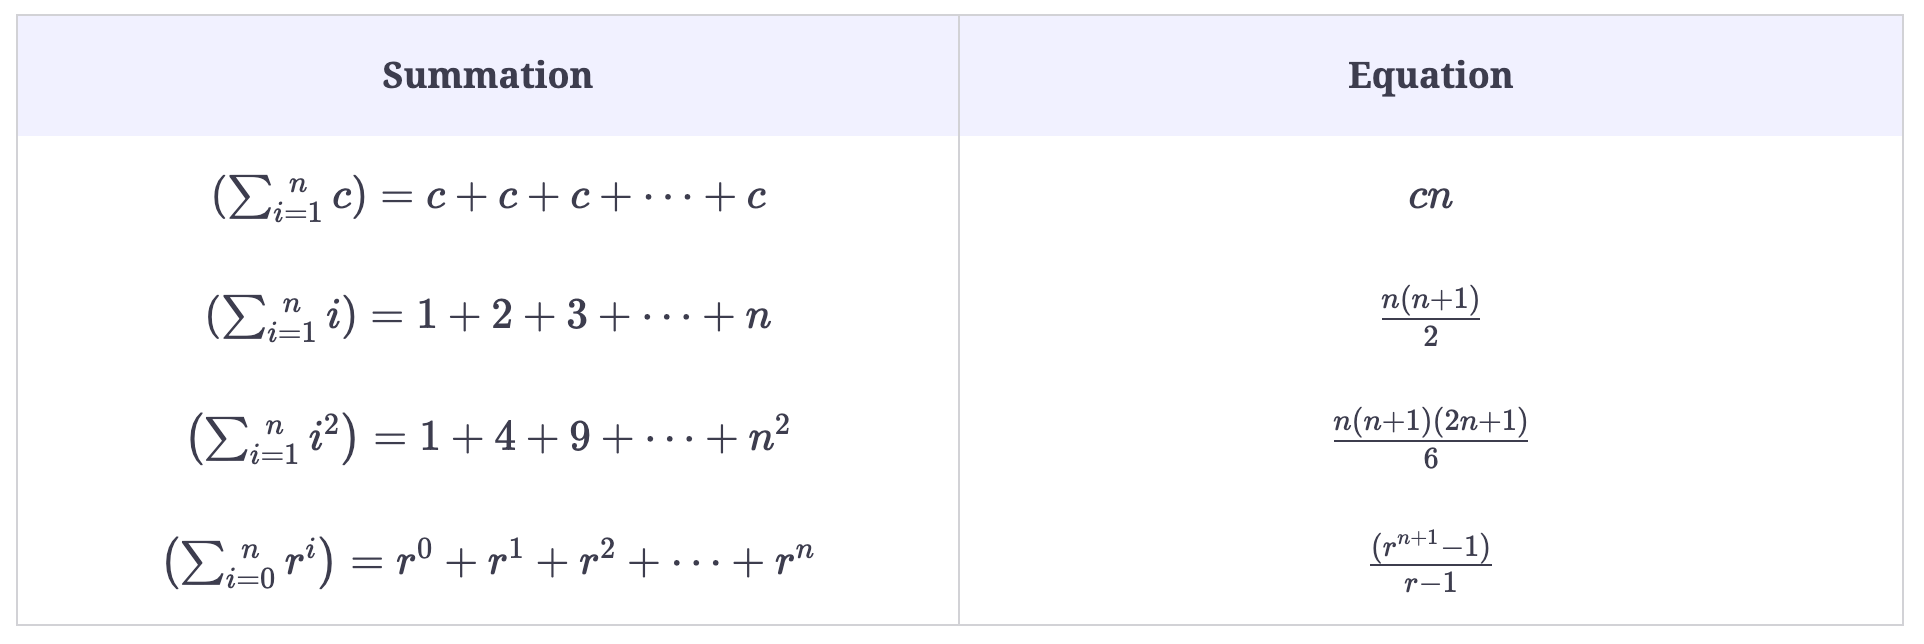 Summation Equation
$(\sum_{i=1}^{n} c) = c + c + c + \cdots + c$ $cn$
$(\sum_{i=1}^{n} i) = 1 + 2 + 3 + \cdots + n$ $\frac{n(n+1)}{2}$
$(\sum_{i=1}^{n} i^2) = 1 + 4 + 9 + \cdots + n^2$ $\frac{n(n+1)(2n+1)}{6}$
$(\sum_{i=0}^{n} r^i) = r^0 + r^1 + r^2 + \cdots + r^n$ $\frac{(r^{n+1}-1)}{r-1}$